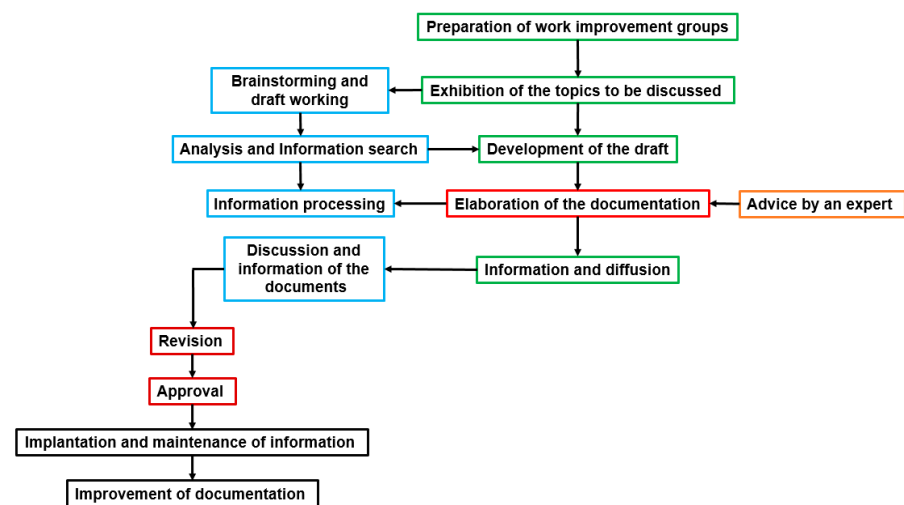 Preparation of work improvement groups
Brainstorming and
draft working
Exhibition of the topics to be discussed
Analysis and Information search
Development of the draft
Information processing
Elaboration of the documentation
Advice by an expert
Discussion and
information of the
documents
Information and diffusion
Revision
Approval
Implantation and maintenance of information
Improvement of documentation